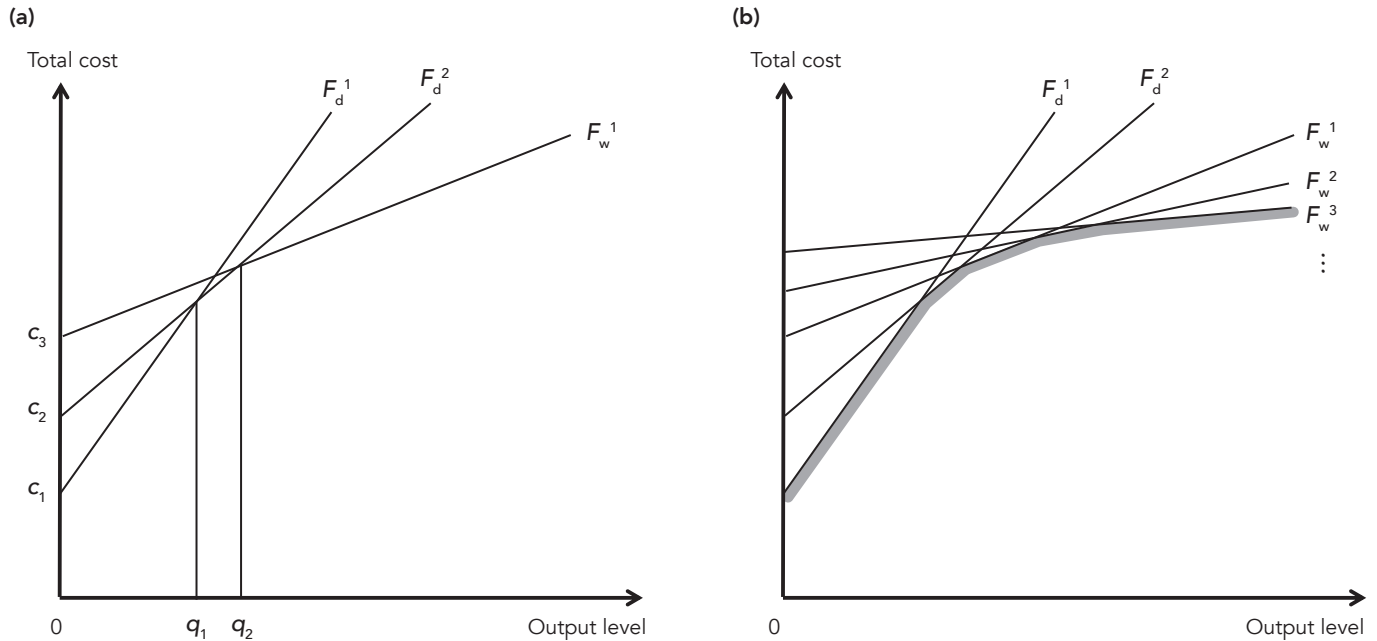 (a)
Total cost
F_d^1
F_d^2
F_w^1
c_3
c_2
c_1
0
q_1
q_2
Output level
(b)
Total cost
F_d^1
F_d^2
F_w^1
F_w^2
F_w^3
⋮
0
Output level